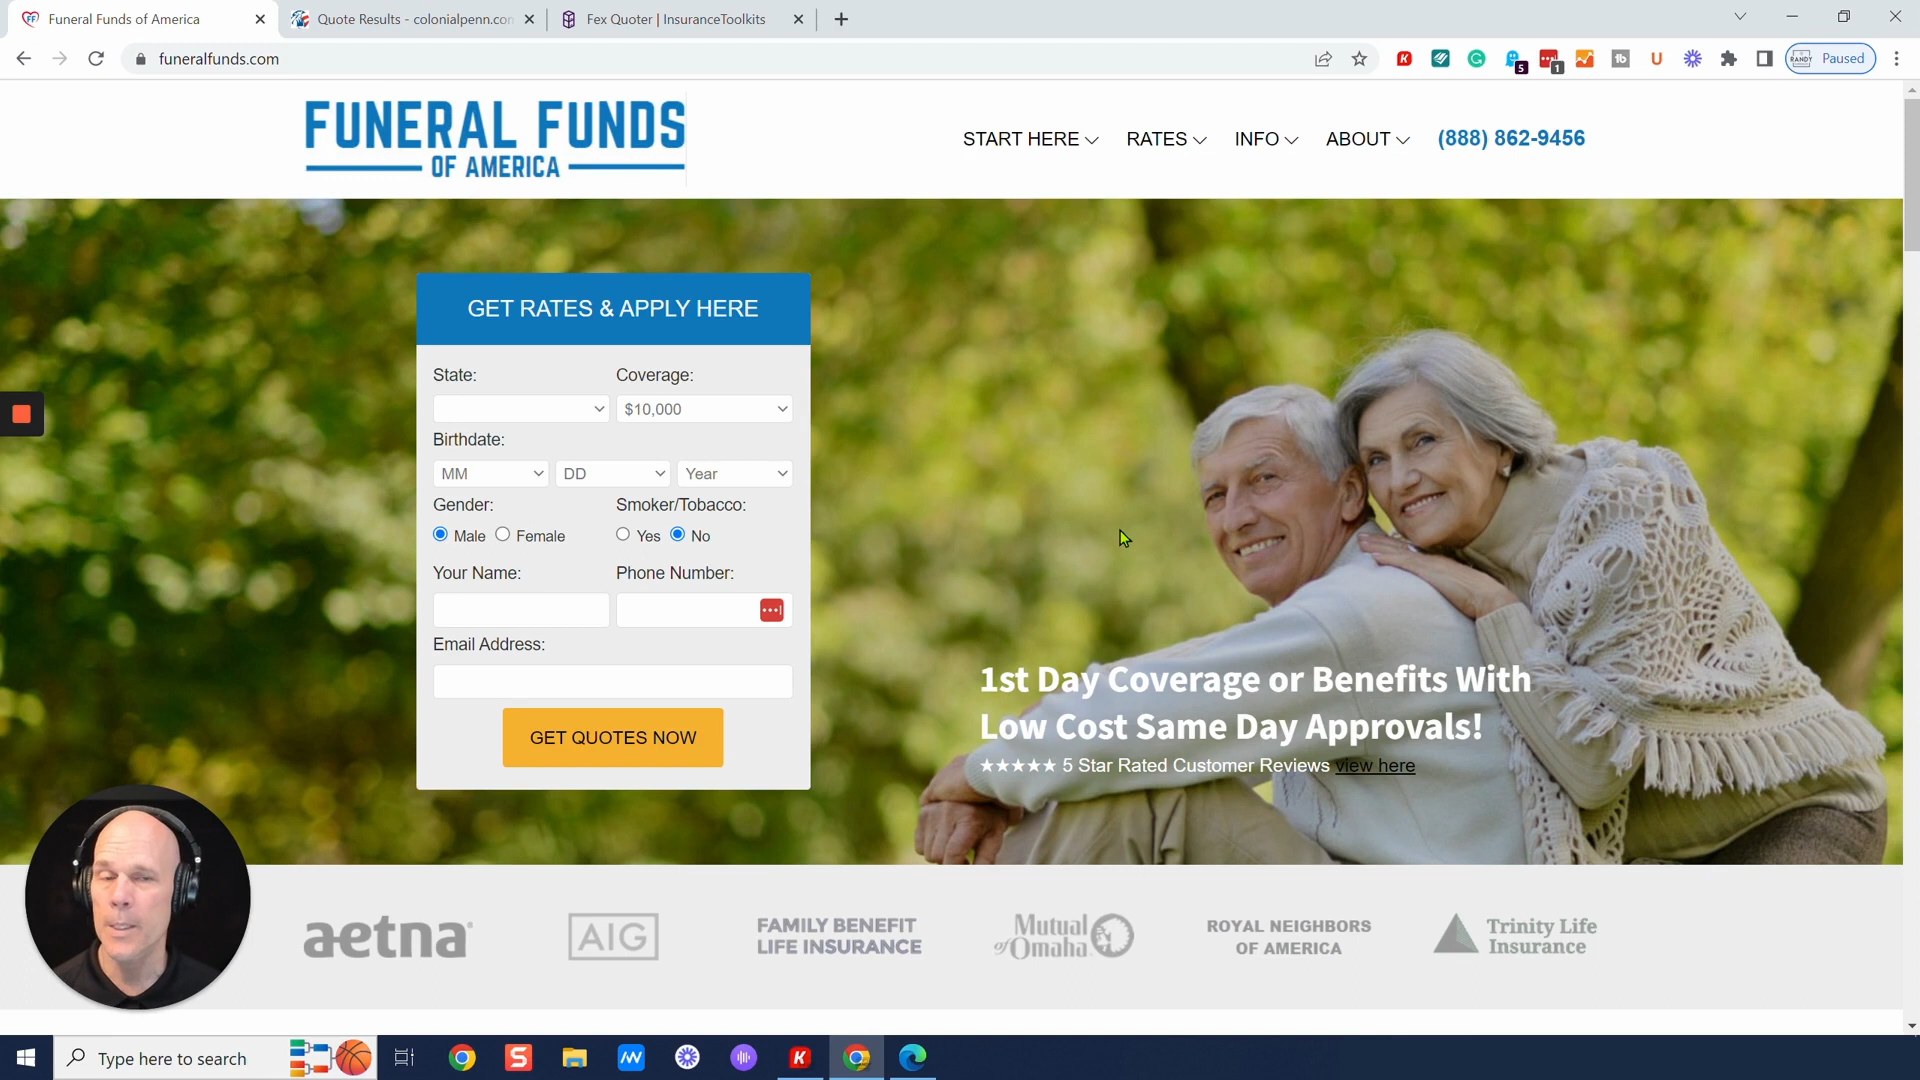 Funeral Funds of America
Quote Results - colonialpenn.con
Fex Quoter | InsuranceToolkits
funeralfunds.com
5
1
RANDY
Paused
FUNERAL FUNDS
OF AMERICA
START HERE
RATES
INFO
ABOUT
(888) 862-9456
GET RATES & APPLY HERE
State:
Coverage:
$10,000
Birthdate:
MM
DD
Year
Gender:
Smoker/Tobacco:
Male
Female
Yes
No
Your Name:
Phone Number:
Email Address:
GET QUOTES NOW
1st Day Coverage or Benefits With
Low Cost Same Day Approvals!
★★★★★ 5 Star Rated Customer Reviews view here
aetna
AIG
FAMILY BENEFIT
LIFE INSURANCE
Mutual
of Omaha
ROYAL NEIGHBORS
OF AMERICA
Trinity Life
Insurance
Type here to search